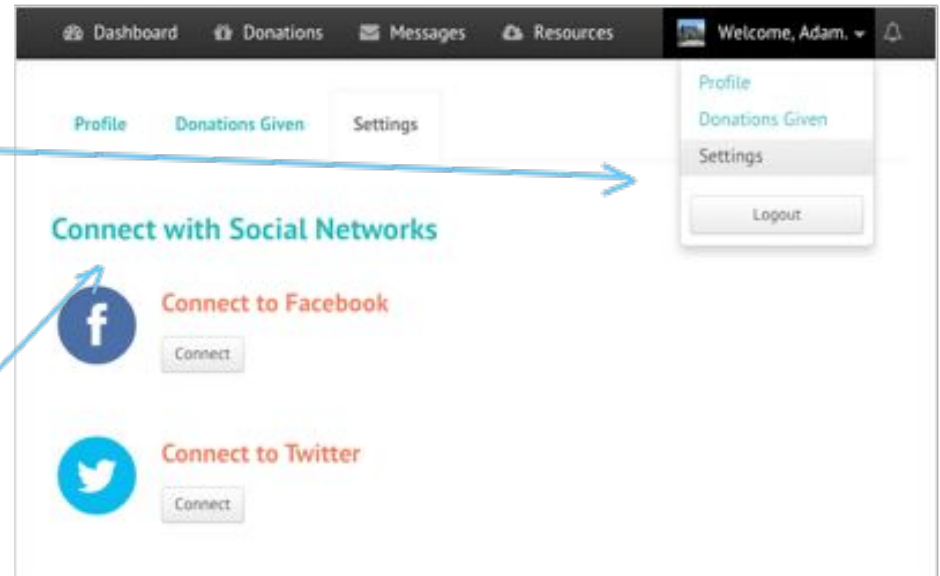 Dashboard Donations Messages Resources Welcome, Adam.
Profile
Donations Given
Settings
Logout
Profile Donations Given Settings
Connect with Social Networks
Connect to Facebook
Connect
Connect to Twitter
Connect